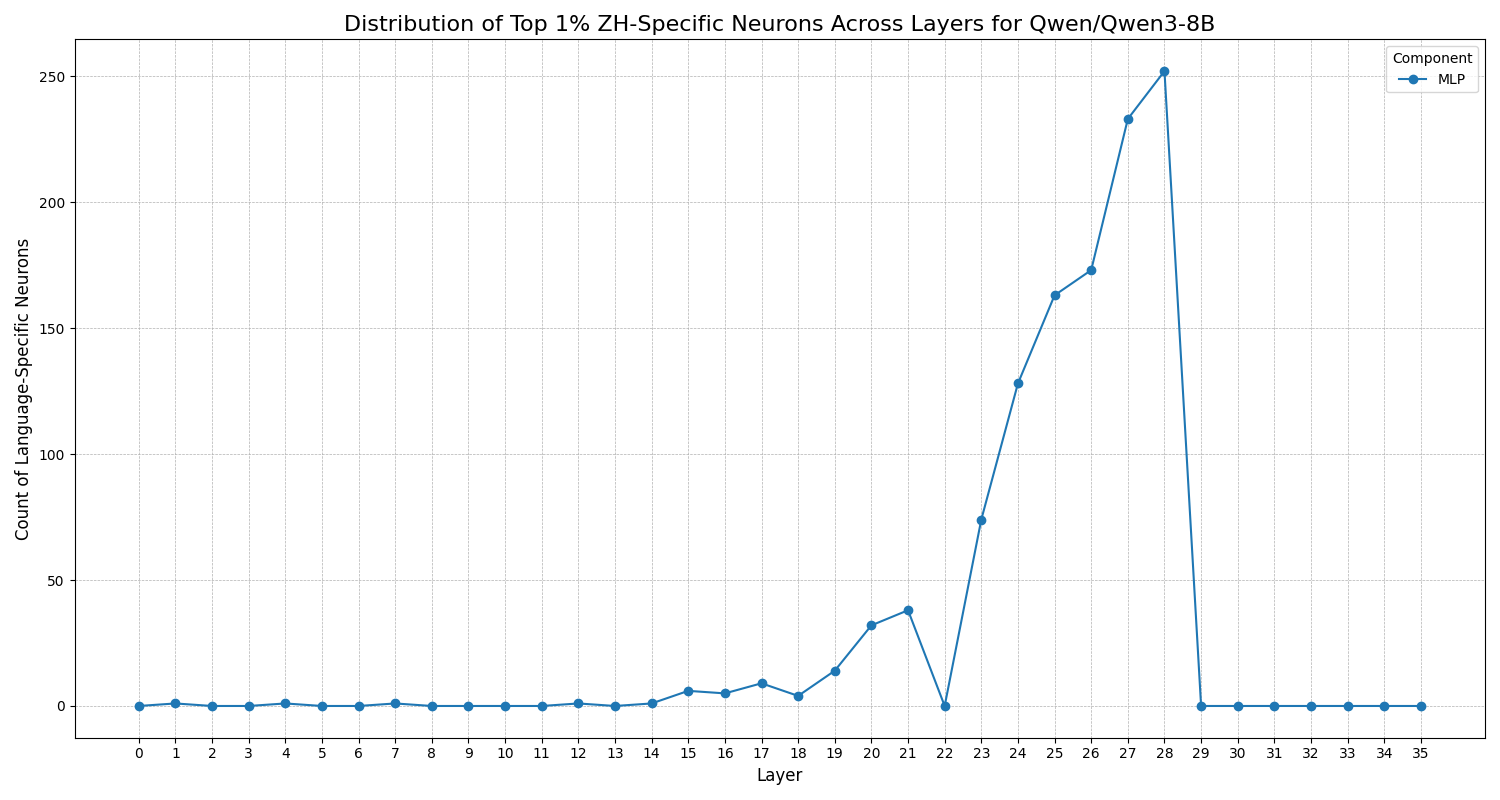 Distribution of Top 1% ZH-Specific Neurons Across Layers for Qwen/Qwen3-8B
Component
MLP
Count of Language-Specific Neurons
250
200
150
100
50
0
0 1 2 3 4 5 6 7 8 9 10 11 12 13 14 15 16 17 18 19 20 21 22 23 24 25 26 27 28 29 30 31 32 33 34 35
Layer